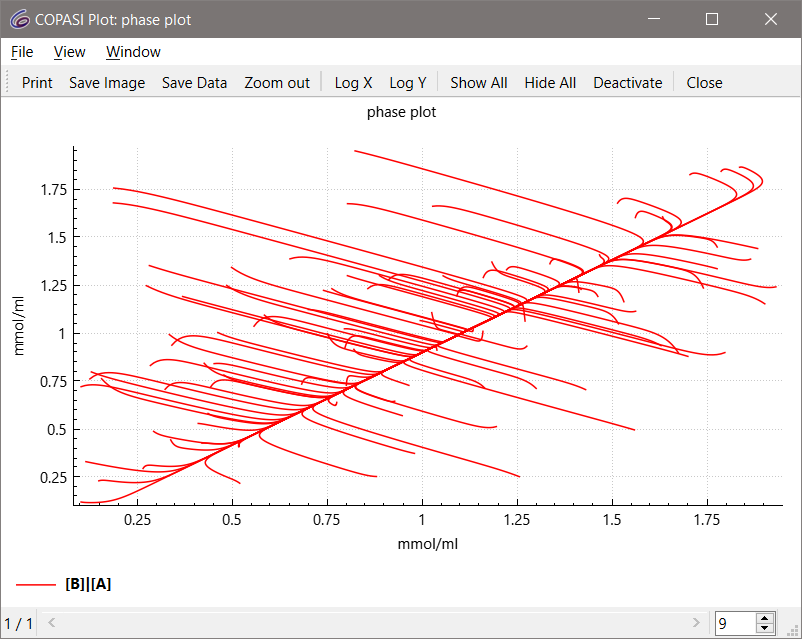 COPASI Plot: phase plot
File View Window
Print Save Image Save Data Zoom out Log X Log Y Show All Hide All Deactivate Close
phase plot
1.75
1.5
1.25
1
0.75
0.5
0.25
mmol/ml
0.25 0.5 0.75 1 1.25 1.5 1.75
mmol/ml
[B]|[A]
1 / 1 9